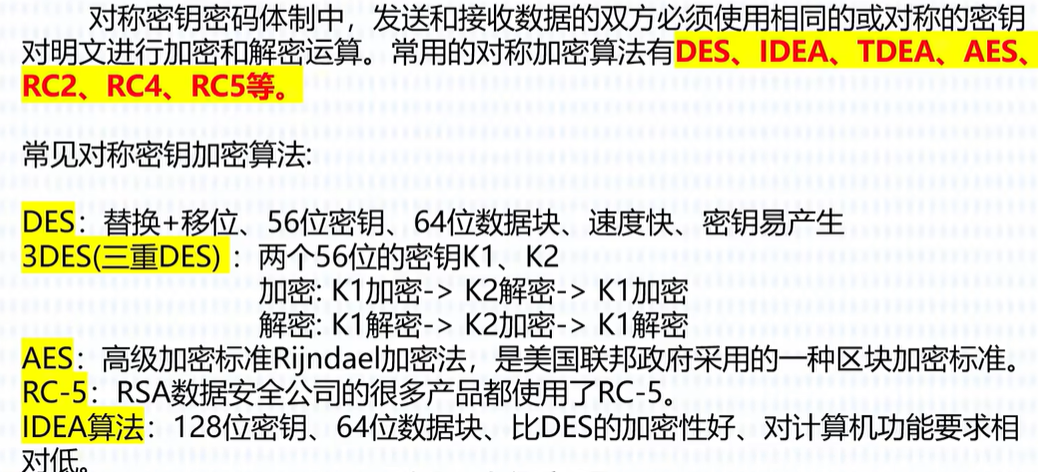 对称密钥密码体制中，发送和接收数据的双方必须使用相同的或对称的密钥
对明文进行加密和解密运算。常用的对称加密算法有DES、IDEA、TDEA、AES、
RC2、RC4、RC5等。
常见对称密钥加密算法:
DES：替换+移位、56位密钥、64位数据块、速度快、密钥易产生
3DES(三重DES) ：两个56位的密钥K1、K2
加密: K1加密-> K2解密-> K1加密
解密: K1解密-> K2加密-> K1解密
AES：高级加密标准Rijndael加密法，是美国联邦政府采用的一种区块加密标准。
RC-5：RSA数据安全公司的很多产品都使用了RC-5。
IDEA算法：128位密钥、64位数据块、比DES的加密性好、对计算机功能要求相
对低。